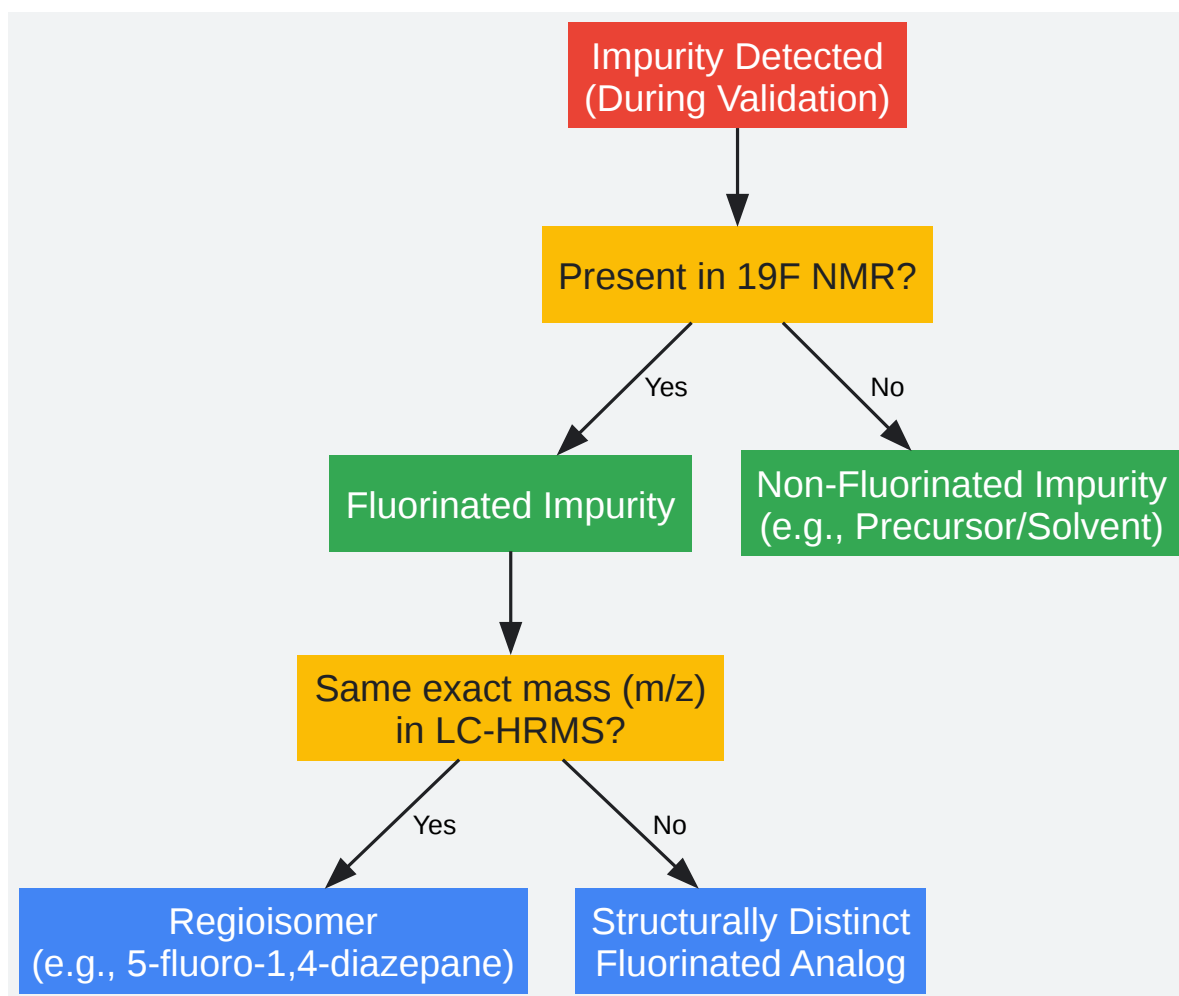 Impurity Detected
(During Validation)
Present in 19F NMR?
Yes
No
Fluorinated Impurity
Non-Fluorinated Impurity
(e.g., Precursor/Solvent)
Same exact mass (m/z)
in LC-HRMS?
Yes
No
Regioisomer
(e.g., 5-fluoro-1,4-diazepane)
Structurally Distinct
Fluorinated Analog